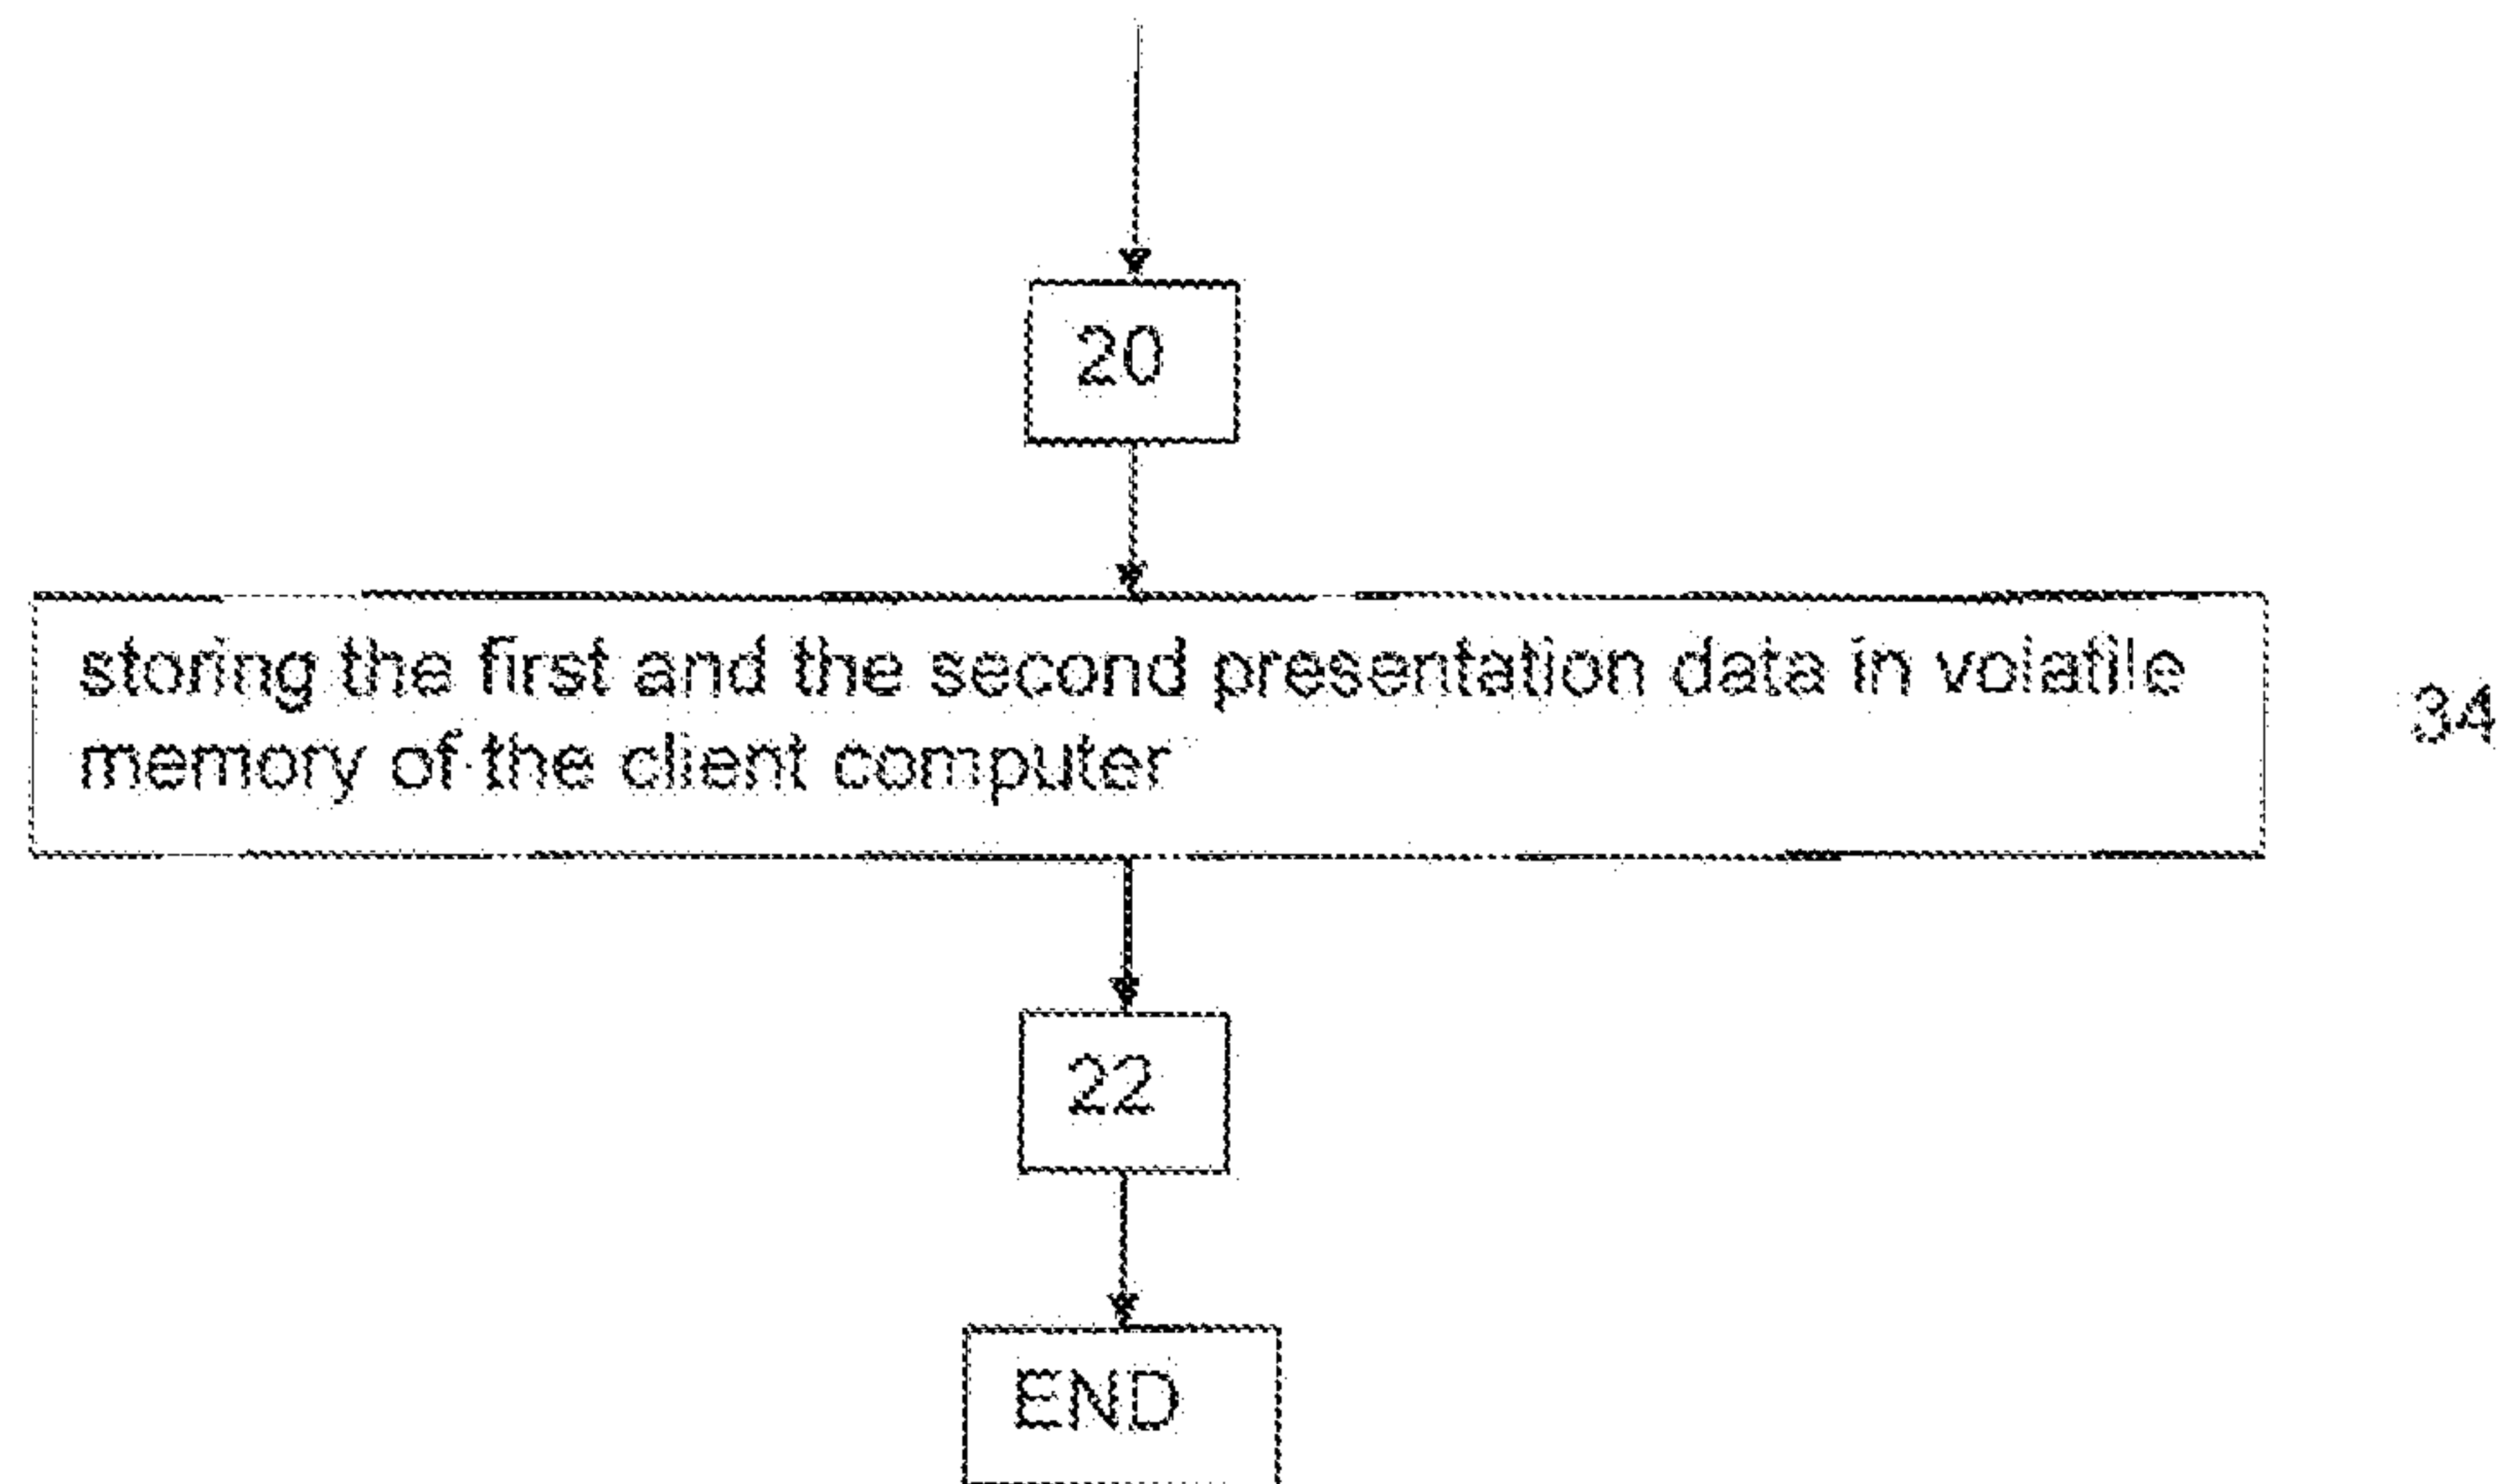 20
storing the first and the second presentation data in volatile
memory of the client computer
34
22
END